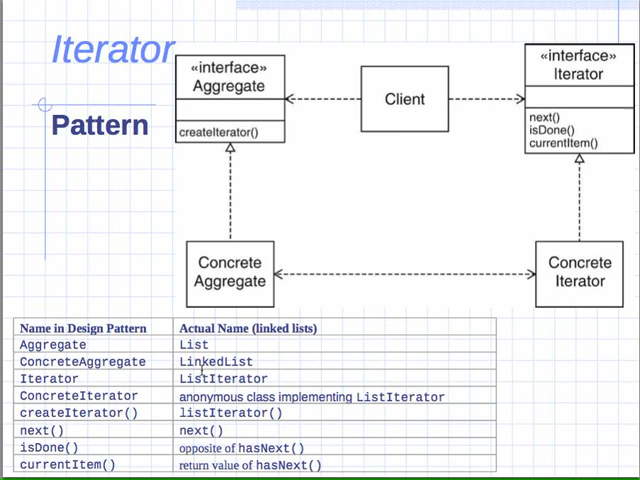 Iterator
Pattern
«interface»
Aggregate
createIterator()
Client
«interface»
Iterator
next()
isDone()
currentItem()
Concrete
Aggregate
Concrete
Iterator
Name in Design Pattern Actual Name (linked lists)
Aggregate List
ConcreteAggregate LinkedList
Iterator ListIterator
ConcreteIterator anonymous class implementing ListIterator
createIterator() listIterator()
next() next()
isDone() opposite of hasNext()
currentItem() return value of hasNext()